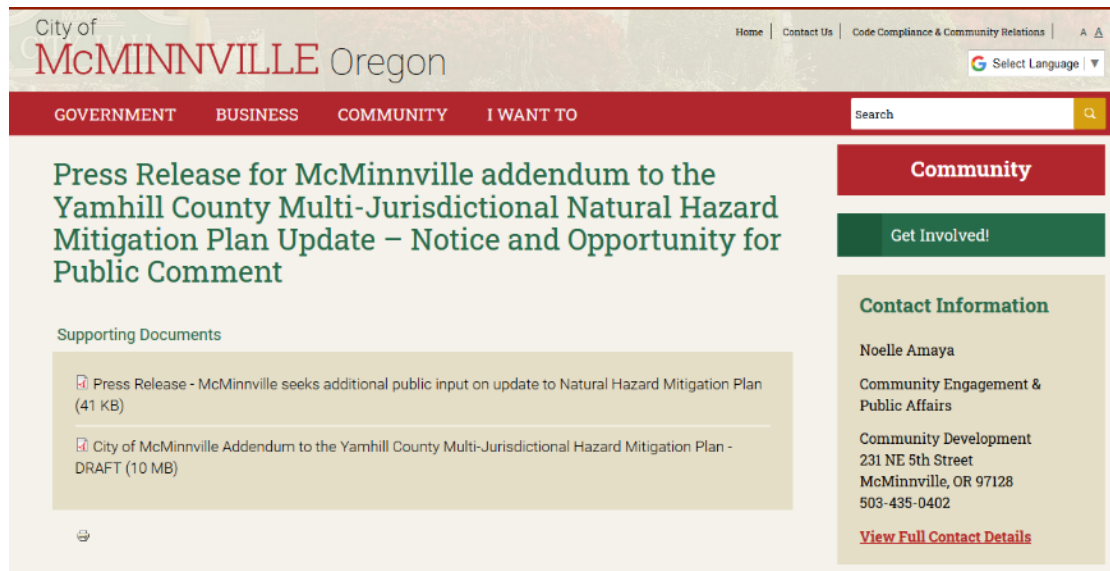 City of
McMINNVILLE Oregon
Home | Contact Us | Code Compliance & Community Relations | A A
Select Language ▼
GOVERNMENT BUSINESS COMMUNITY I WANT TO
Search
Press Release for McMinnville addendum to the
Yamhill County Multi-Jurisdictional Natural Hazard
Mitigation Plan Update – Notice and Opportunity for
Public Comment
Supporting Documents
Press Release - McMinnville seeks additional public input on update to Natural Hazard Mitigation Plan
(41 KB)
City of McMinnville Addendum to the Yamhill County Multi-Jurisdictional Hazard Mitigation Plan -
DRAFT (10 MB)
Community
Get Involved!
Contact Information
Noelle Amaya
Community Engagement &
Public Affairs
Community Development
231 NE 5th Street
McMinnville, OR 97128
503-435-0402
View Full Contact Details